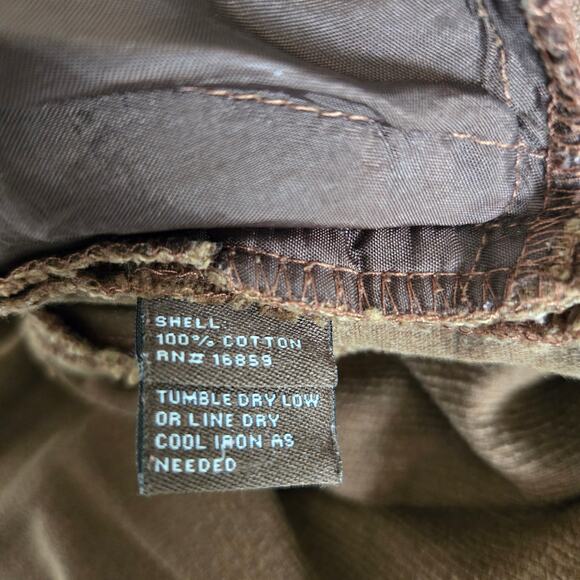 SHELL:
100% COTTON
RN# 16859
TUMBLE DRY LOW
OR LINE DRY
COOL IRON AS
NEEDED